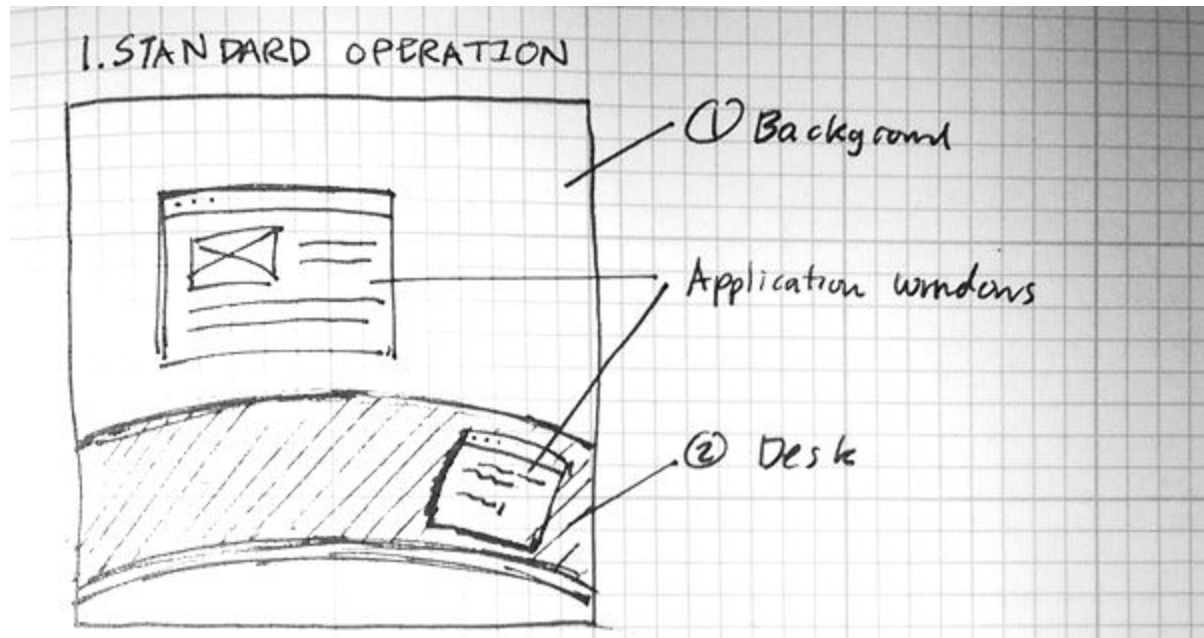 1. STANDARD OPERATION
① Background
Application windows
② Desk